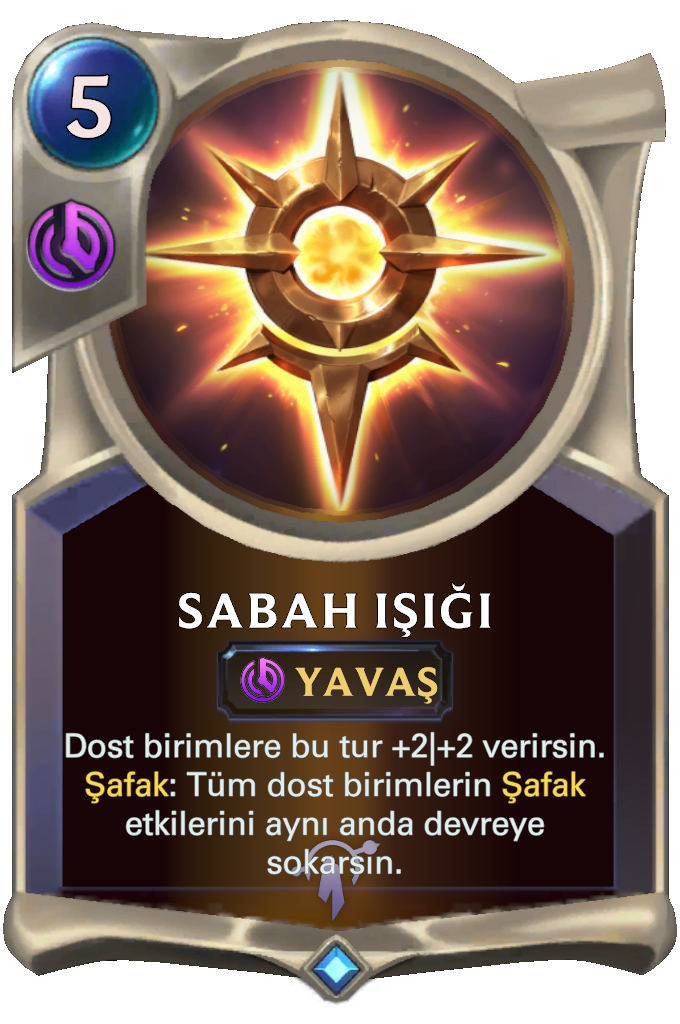 5
SABAH IŞIĞI
YAVAŞ
Dost birimlere bu tur +2|+2 verirsin.
Şafak: Tüm dost birimlerin Şafak
etkilerini aynı anda devreye
sokarsın.